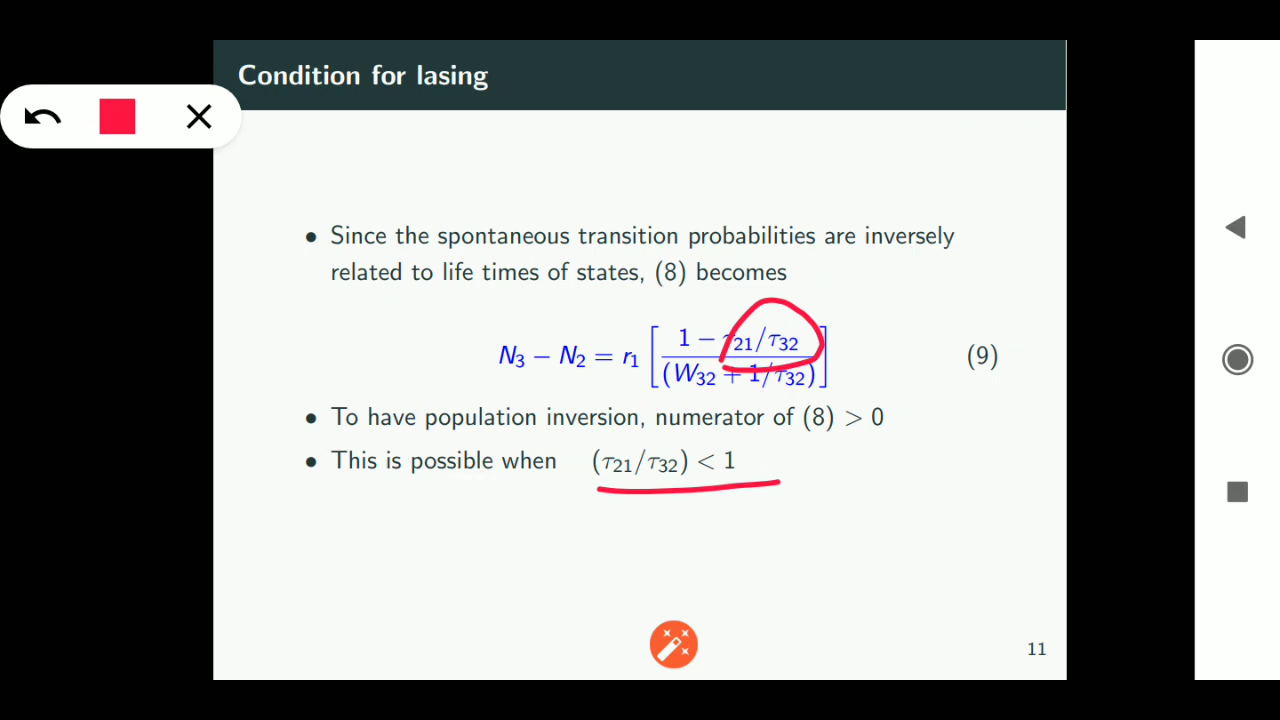 Condition for lasing
• Since the spontaneous transition probabilities are inversely
related to life times of states, (8) becomes
N₃ − N₂ = r₁ [ (1 − τ₂₁/τ₃₂) / (W₃₂ + 1/τ₃₂) ] (9)
• To have population inversion, numerator of (8) > 0
• This is possible when (τ₂₁/τ₃₂) < 1
11